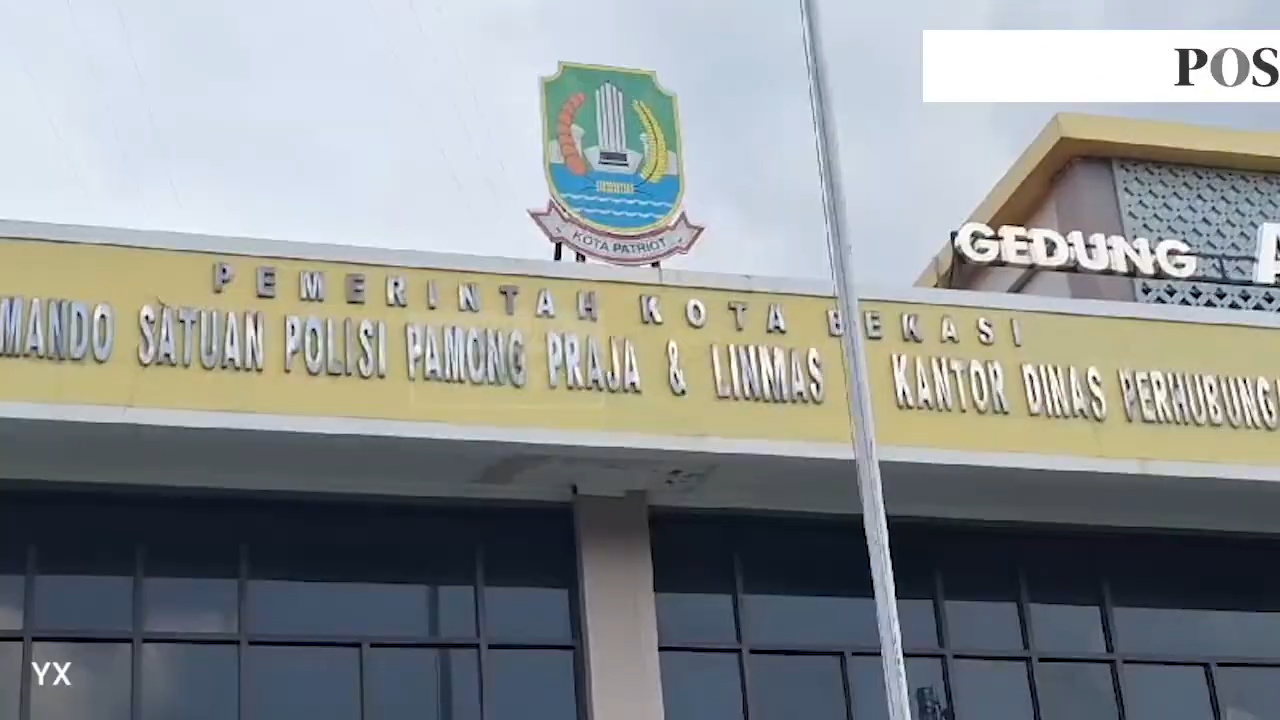 POS
KOTA PATRIOT
GEDUNG
PEMERINTAH KOTA BEKASI
MANDO SATUAN POLISI PAMONG PRAJA & LINMAS KANTOR DINAS PERHUBUNG
YX